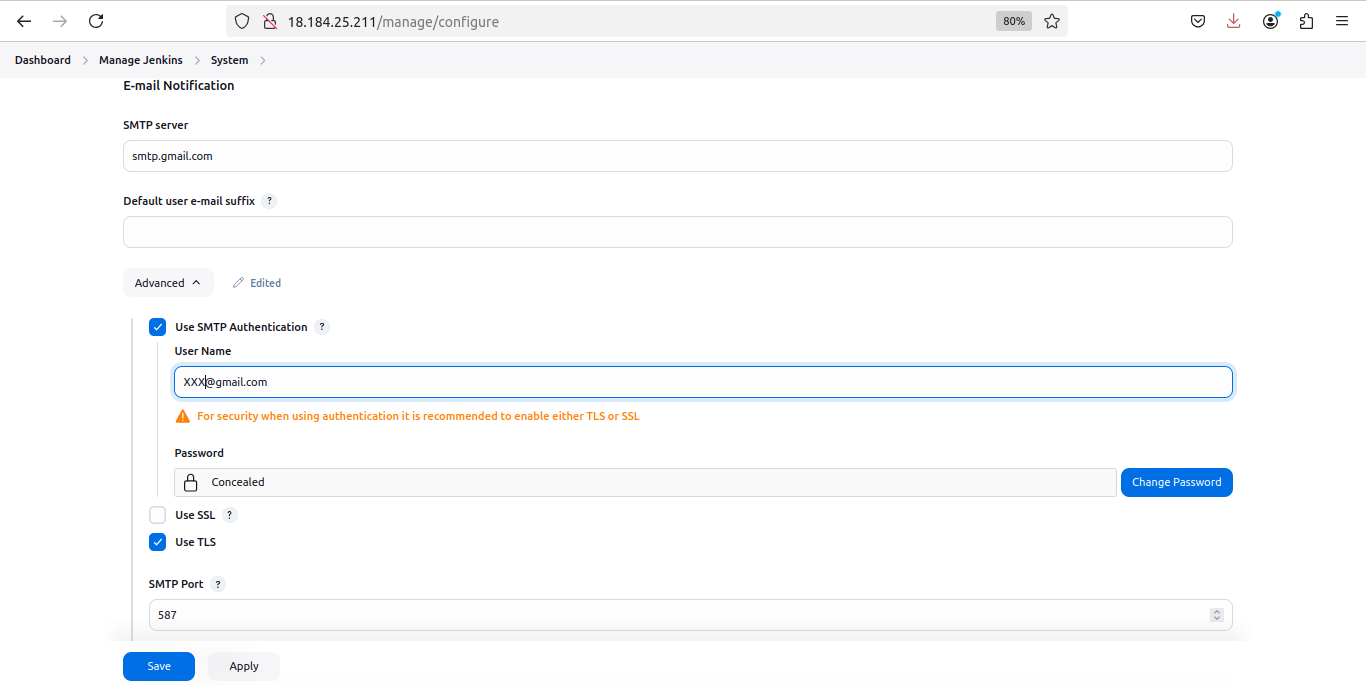 18.184.25.211/manage/configure
80%
Dashboard
Manage Jenkins
System
E-mail Notification
SMTP server
smtp.gmail.com
Default user e-mail suffix ?
Advanced
Edited
Use SMTP Authentication ?
User Name
XXX@gmail.com
For security when using authentication it is recommended to enable either TLS or SSL
Password
Concealed
Change Password
Use SSL ?
Use TLS
SMTP Port ?
587
Save
Apply